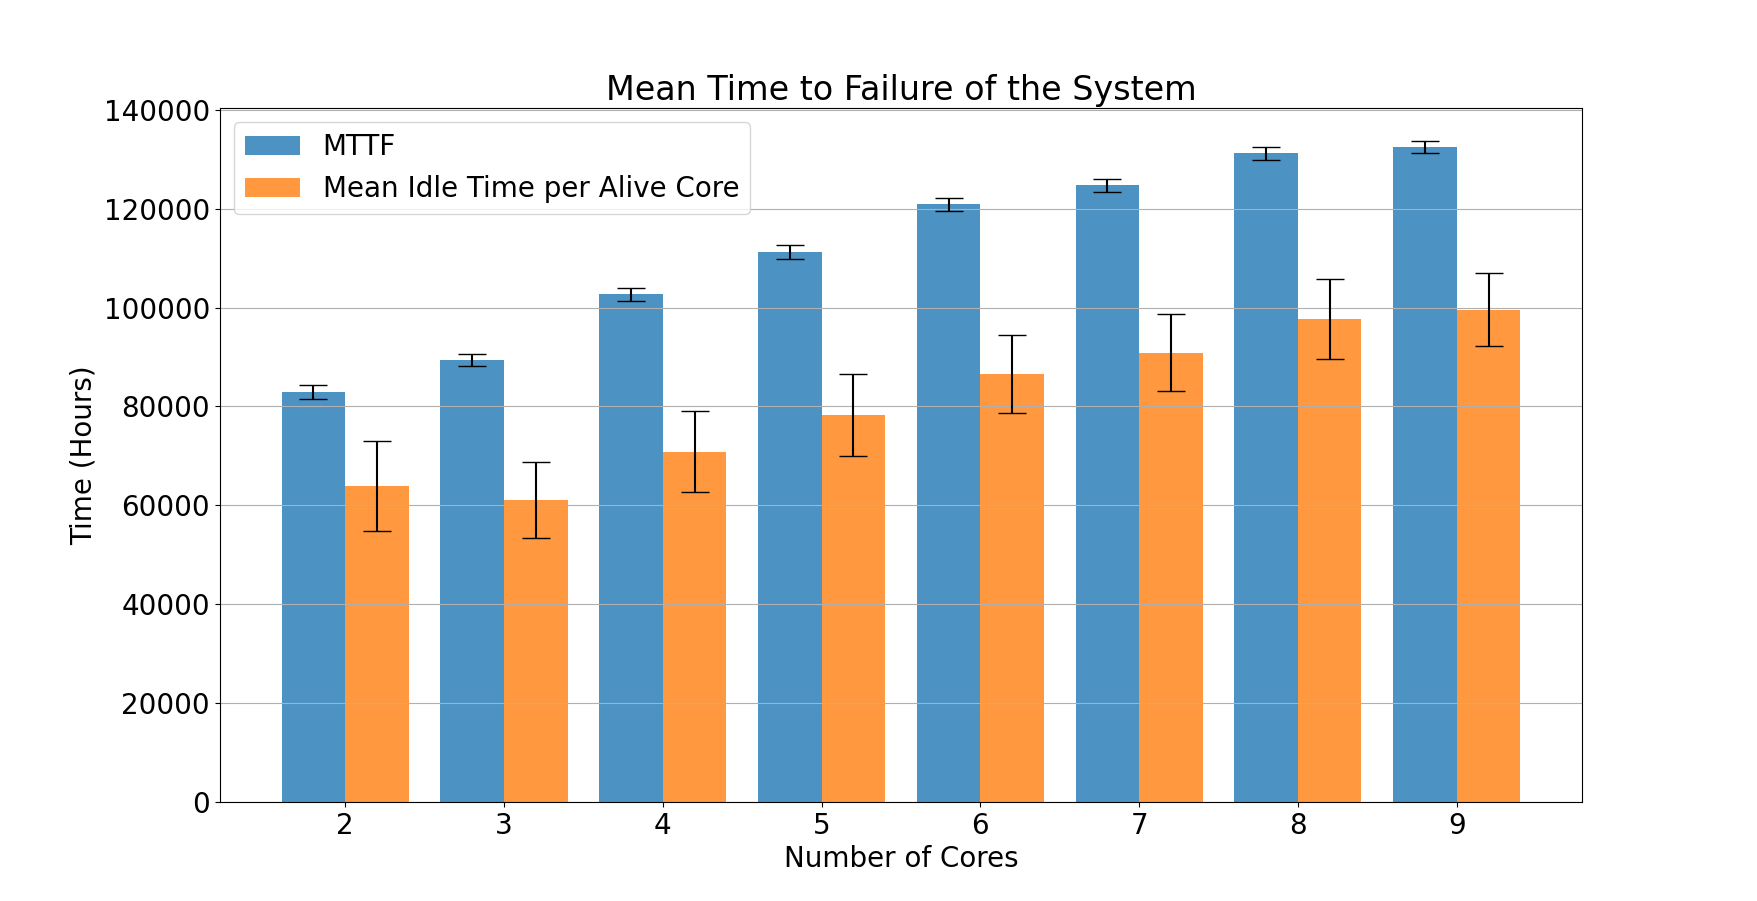 Mean Time to Failure of the System
MTTF
Mean Idle Time per Alive Core
Time (Hours)
140000
120000
100000
80000
60000
40000
20000
0
2 3 4 5 6 7 8 9
Number of Cores